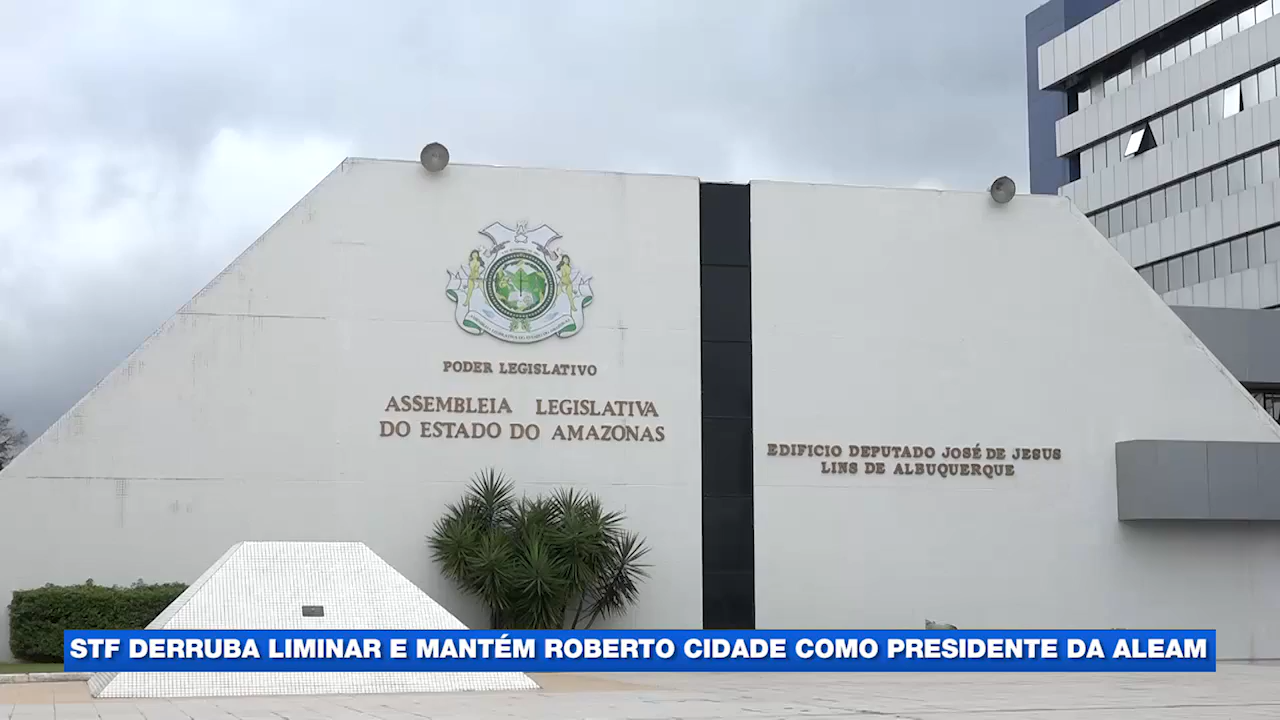 PODER LEGISLATIVO
ASSEMBLEIA LEGISLATIVA
DO ESTADO DO AMAZONAS
EDIFICIO DEPUTADO JOSÉ DE JESUS
LINS DE ALBUQUERQUE
STF DERRUBA LIMINAR E MANTÉM ROBERTO CIDADE COMO PRESIDENTE DA ALEAM